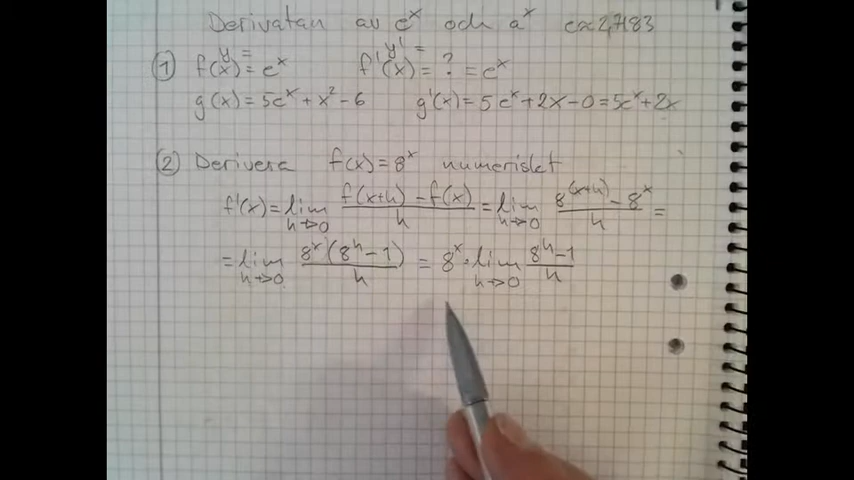 Derivatan av e^x och a^x e≈2,7183
① f(x) = y = e^x f'(x) = y' = ? = e^x
g(x) = 5e^x + x^2 - 6 g'(x) = 5e^x + 2x - 0 = 5e^x + 2x
② Derivera f(x) = 8^x numeriskt
f'(x) = lim h→0 (f(x+h) - f(x))/h = lim h→0 (8^(x+h) - 8^x)/h =
= lim h→0 8^x(8^h - 1)/h = 8^x · lim h→0 (8^h - 1)/h